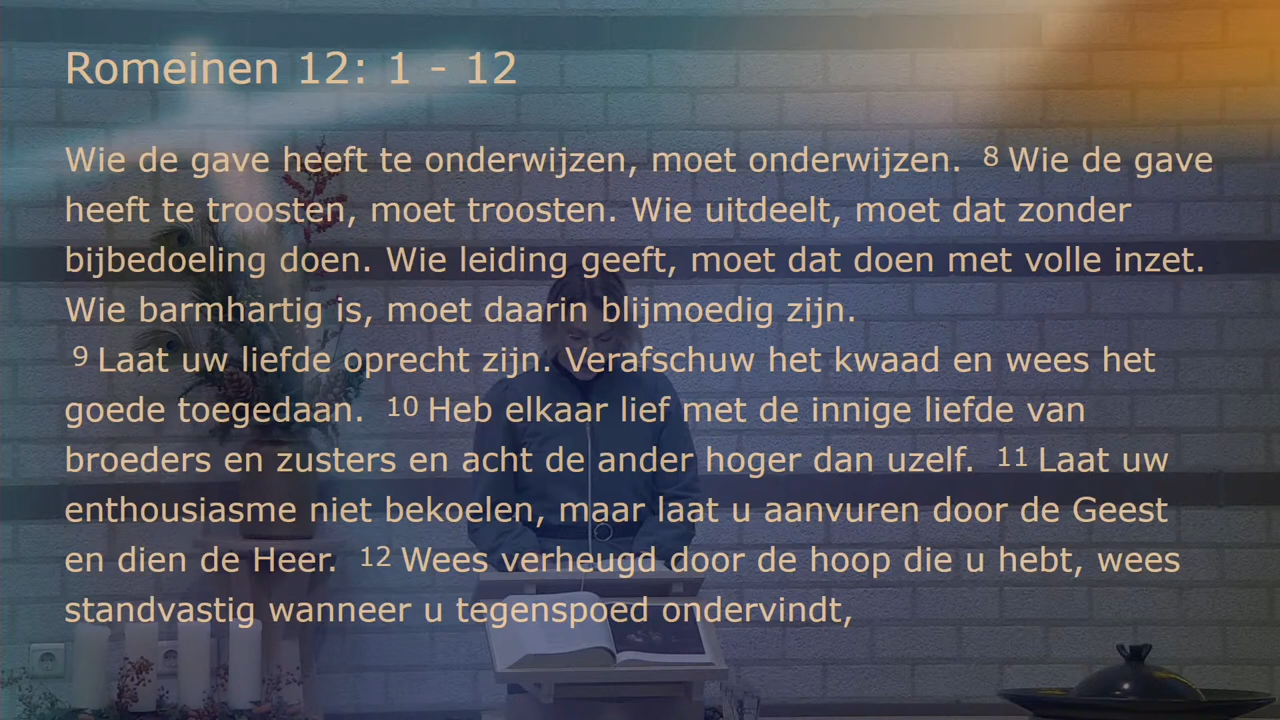 Romeinen 12: 1 - 12
Wie de gave heeft te onderwijzen, moet onderwijzen. 8 Wie de gave
heeft te troosten, moet troosten. Wie uitdeelt, moet dat zonder
bijbedoeling doen. Wie leiding geeft, moet dat doen met volle inzet.
Wie barmhartig is, moet daarin blijmoedig zijn.
9 Laat uw liefde oprecht zijn. Verafschuw het kwaad en wees het
goede toegedaan. 10 Heb elkaar lief met de innige liefde van
broeders en zusters en acht de ander hoger dan uzelf. 11 Laat uw
enthousiasme niet bekoelen, maar laat u aanvuren door de Geest
en dien de Heer. 12 Wees verheugd door de hoop die u hebt, wees
standvastig wanneer u tegenspoed ondervindt,